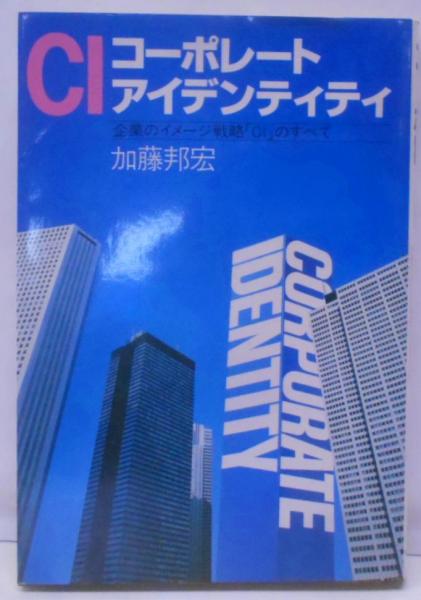 CI コーポレート
アイデンティティ
企業のイメージ戦略「CI」のすべて
加藤邦宏
CORPORATE
IDENTITY